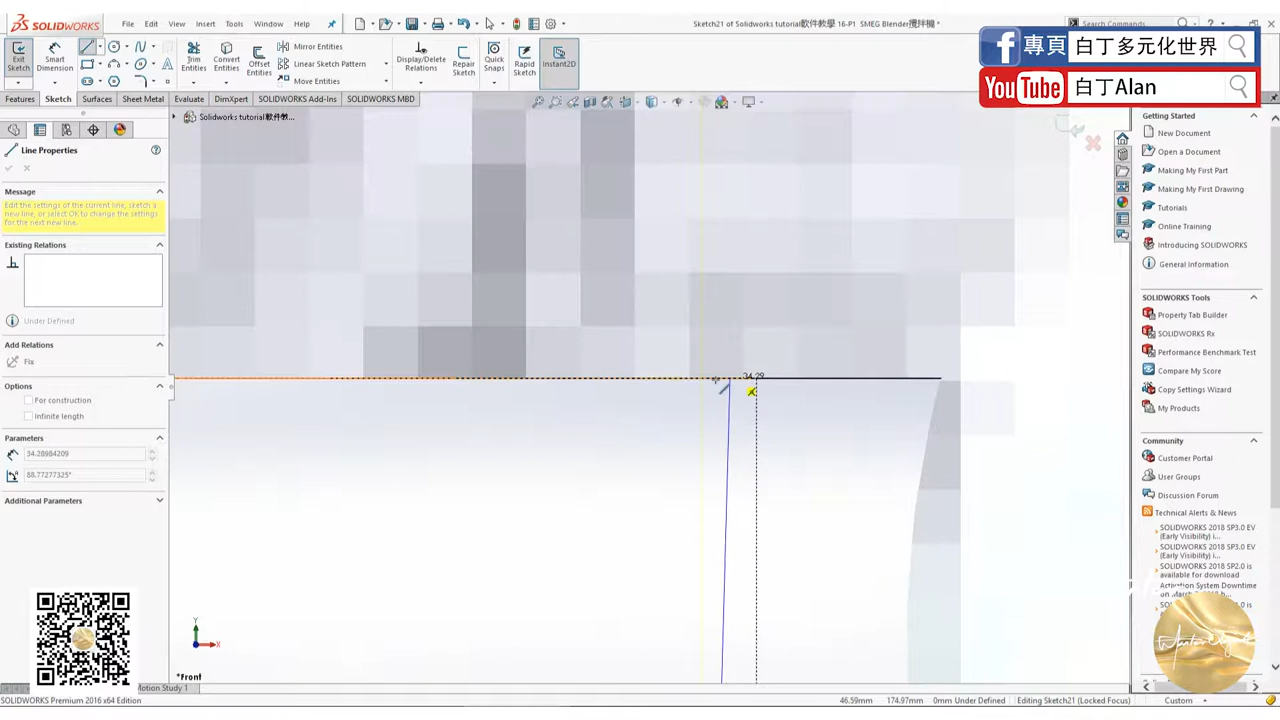 SOLIDWORKS
File Edit View Insert Tools Window Help
Sketch21 of Solidworks tutorial軟件教學 16-P1 SMEG Blender攪拌機 *
Search Commands
專頁 白丁多元化世界
YouTube 白丁Alan
Exit Sketch
Smart Dimension
Trim Entities
Convert Entities
Offset Entities
Mirror Entities
Linear Sketch Pattern
Move Entities
Display/Delete Relations
Repair Sketch
Quick Snaps
Rapid Sketch
Instant2D
Features Sketch Surfaces Sheet Metal Evaluate DimXpert SOLIDWORKS Add-Ins SOLIDWORKS MBD
Solidworks tutorial軟件教...
Line Properties
Message
Edit the settings of the current line, sketch a
new line, or select OK to change the settings
for the next new line.
Existing Relations
Under Defined
Add Relations
Fix
Options
For construction
Infinite length
Parameters
34.28984209
88.77277325°
Additional Parameters
34.29
Y
X
*Front
Motion Study 1
Getting Started
New Document
Open a Document
Making My First Part
Making My First Drawing
Tutorials
Online Training
Introducing SOLIDWORKS
General Information
SOLIDWORKS Tools
Property Tab Builder
SOLIDWORKS Rx
Performance Benchmark Test
Compare My Score
Copy Settings Wizard
My Products
Community
Customer Portal
User Groups
Discussion Forum
Technical Alerts & News
SOLIDWORKS 2018 SP3.0 EV
(Early Visibility) i...
SOLIDWORKS 2018 SP3.0 EV
(Early Visibility) i...
SOLIDWORKS 2018 SP2.0 is
available for download
Activation System Downtime
SOLIDWORKS Premium 2016 x64 Edition
46.59mm 174.97mm 0mm Under Defined Editing Sketch21 (Locked Focus) Custom